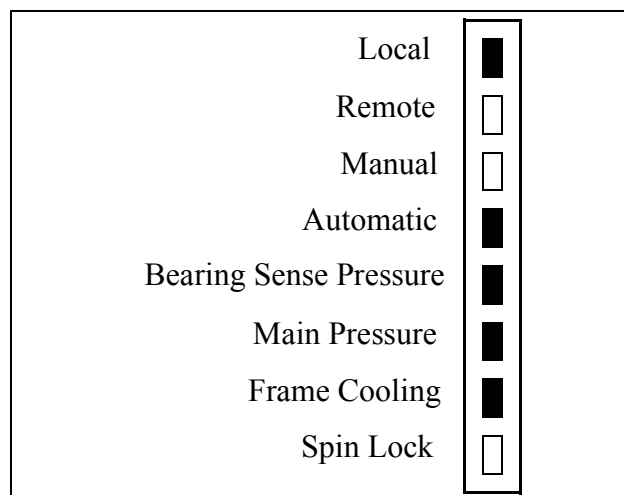 Local
Remote
Manual
Automatic
Bearing Sense Pressure
Main Pressure
Frame Cooling
Spin Lock